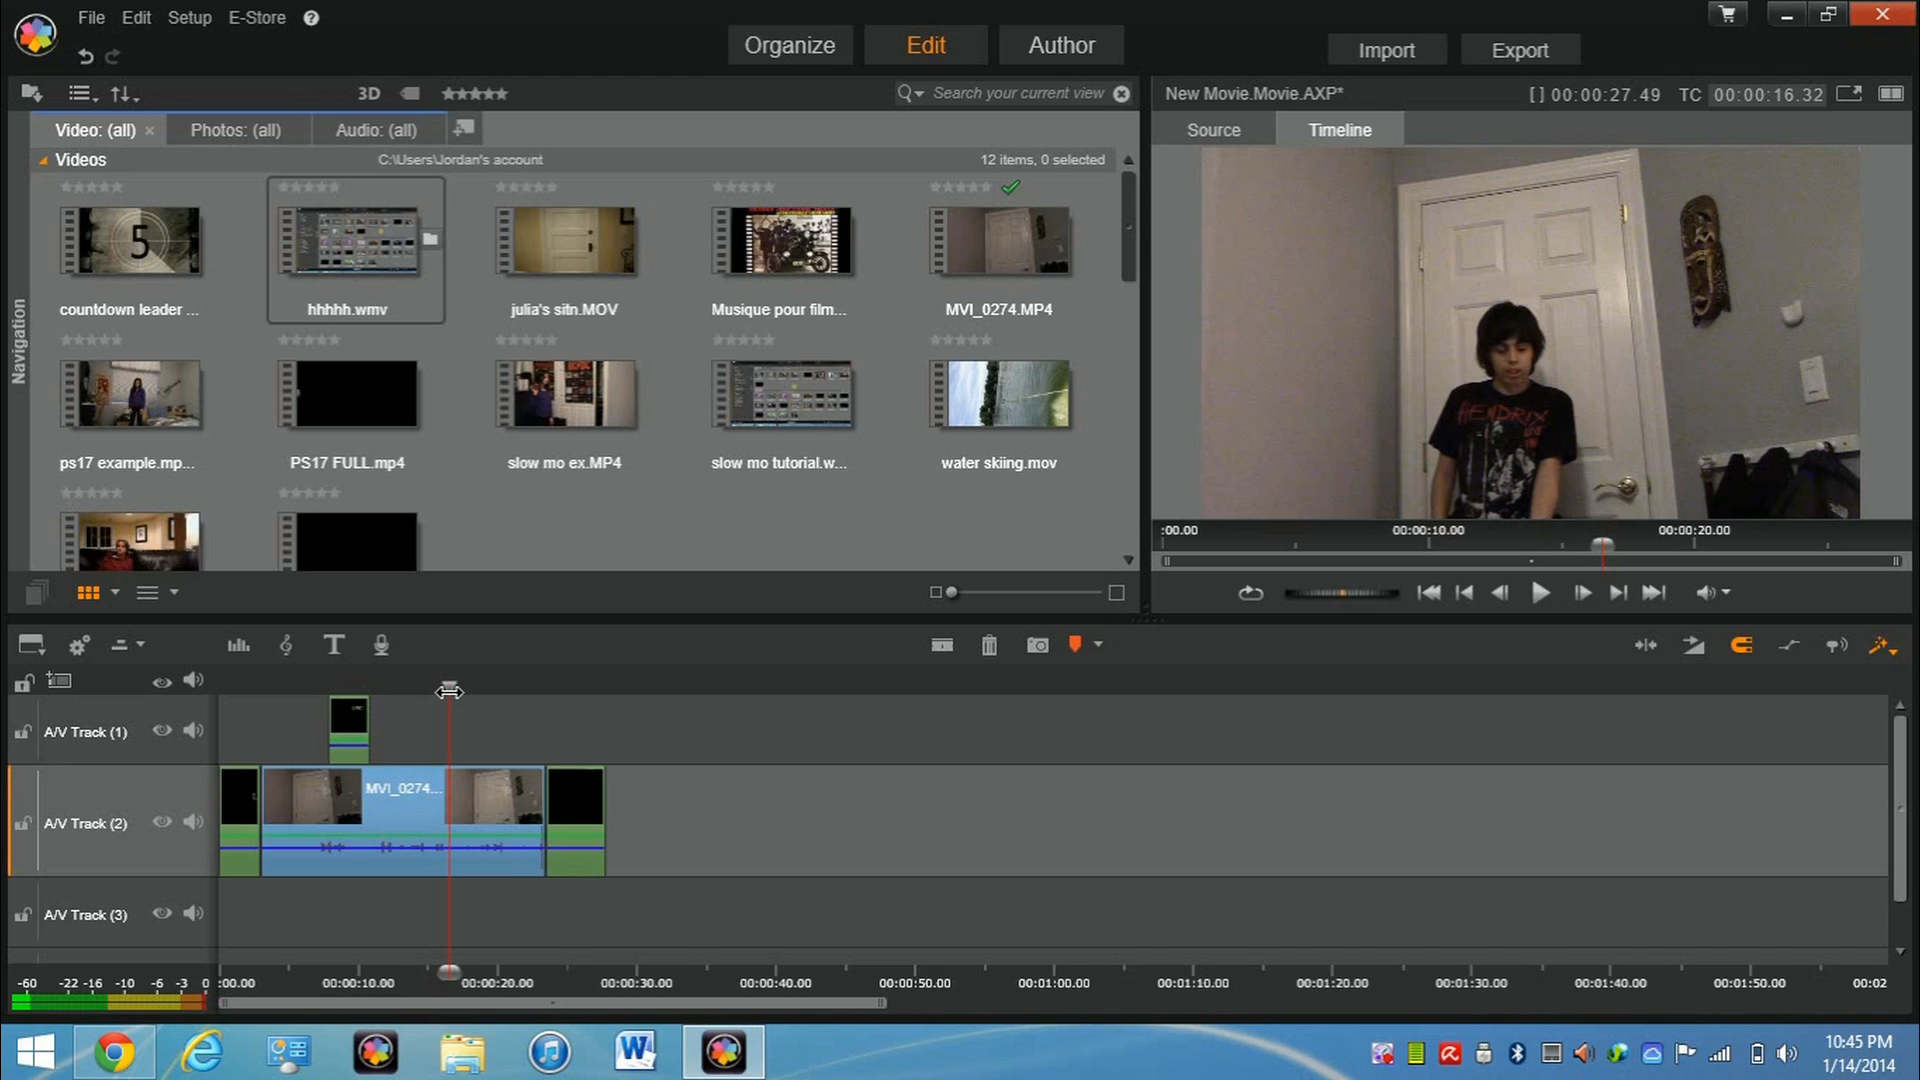 File Edit Setup E-Store ?
Organize Edit Author
Import Export
3D
Search your current view
New Movie.Movie.AXP*
[ ] 00:00:27.49 TC 00:00:16.32
Video: (all) Photos: (all) Audio: (all)
Source Timeline
Videos C:\Users\Jordan's account 12 items, 0 selected
5
countdown leader ... hhhhh.wmv julia's sitn.MOV Musique pour film... MVI_0274.MP4
Navigation
HENDRIX
ps17 example.mp... PS17 FULL.mp4 slow mo ex.MP4 slow mo tutorial.w... water skiing.mov
:00.00 00:00:10.00 00:00:20.00
T
A/V Track (1)
MVI_0274...
A/V Track (2)
A/V Track (3)
-60 -22 -16 -10 -6 -3 0
:00.00 00:00:10.00 00:00:20.00 00:00:30.00 00:00:40.00 00:00:50.00 00:01:00.00 00:01:10.00 00:01:20.00 00:01:30.00 00:01:40.00 00:01:50.00 00:02
W
10:45 PM
1/14/2014